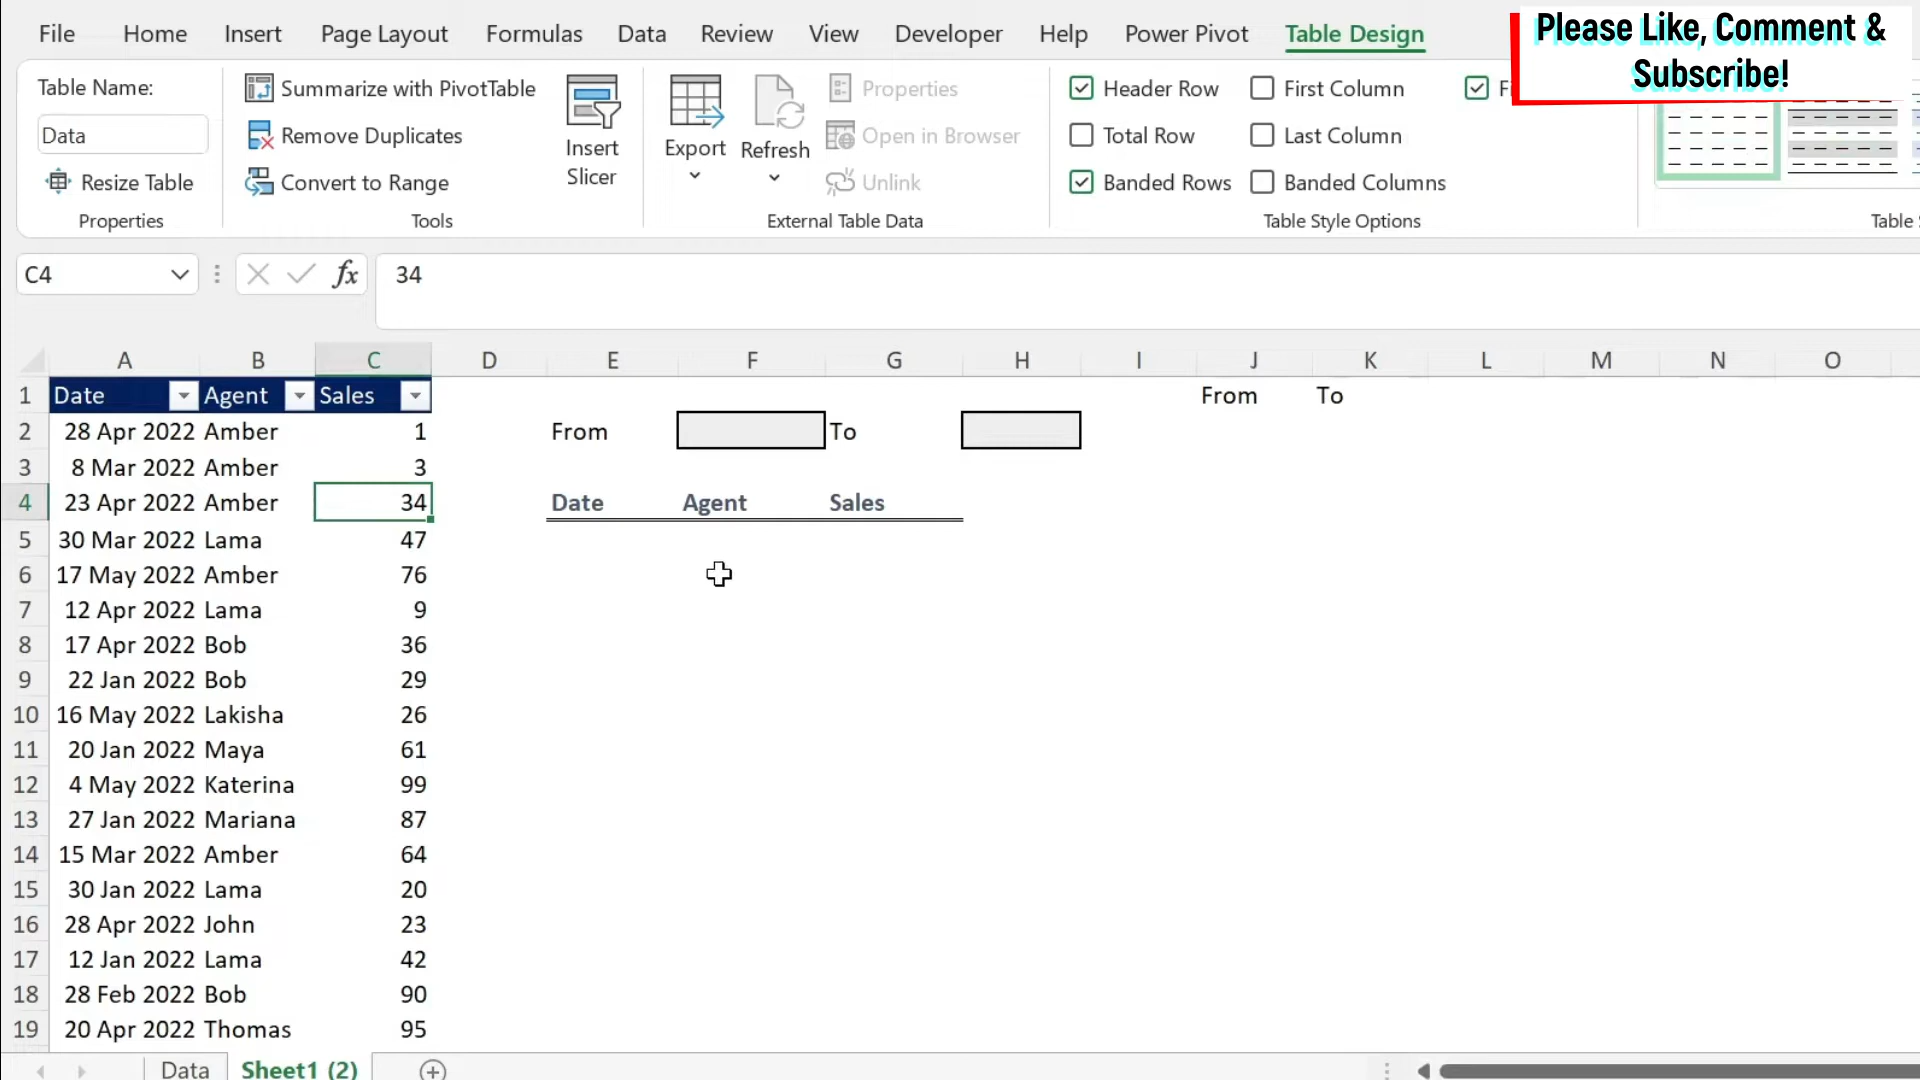 File Home Insert Page Layout Formulas Data Review View Developer Help Power Pivot Table Design
Please Like, Comment &
Subscribe!
Table Name:
Data
Resize Table
Properties
Summarize with PivotTable
Remove Duplicates
Convert to Range
Tools
Insert
Slicer
Export
Refresh
Properties
Open in Browser
Unlink
External Table Data
Header Row
Total Row
Banded Rows
First Column
Last Column
Banded Columns
Table Style Options
Table
C4 fx 34
A B C D E F G H I J K L M N O
1 Date Agent Sales From To
2 28 Apr 2022 Amber 1 From To
3 8 Mar 2022 Amber 3
4 23 Apr 2022 Amber 34 Date Agent Sales
5 30 Mar 2022 Lama 47
6 17 May 2022 Amber 76
7 12 Apr 2022 Lama 9
8 17 Apr 2022 Bob 36
9 22 Jan 2022 Bob 29
10 16 May 2022 Lakisha 26
11 20 Jan 2022 Maya 61
12 4 May 2022 Katerina 99
13 27 Jan 2022 Mariana 87
14 15 Mar 2022 Amber 64
15 30 Jan 2022 Lama 20
16 28 Apr 2022 John 23
17 12 Jan 2022 Lama 42
18 28 Feb 2022 Bob 90
19 20 Apr 2022 Thomas 95
Data Sheet1 (2)